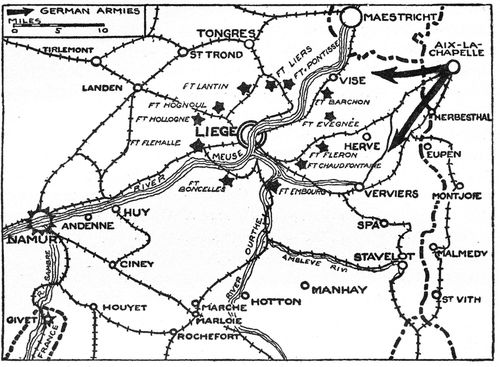 GERMAN ARMIES
MILES
0 5 10
MAESTRICHT
AIX-LA-
CHAPELLE
TONGRES
TIRLEMONT
ST TROND
FT LIERS
FT. PONTISSE
VISE
LANDEN
FT LANTIN
FT BARCHON
FT HOGNOUL
FT HOLLOGNE
FT EVEGNÉE
HERBESTHAL
LIEGE
HERVE
FT FLEMALLE
MEUSE
FT FLERON
FT CHAUDFONTAINE
EUPEN
RIVER
FT
BONCELLES
FT EMBOURG
VERVIERS
MONTJOIE
HUY
ANDENNE
NAMUR
SPA
OURTHE
STAVELOT
MALMEDY
AMBLEVE RIV.
CINEY
R. SAMBRE
RIVER
HOTTON
MANHAY
ST VITH
HOUYET
MARCHE
MARLOIE
GIVET
FRANCE
ROCHEFORT